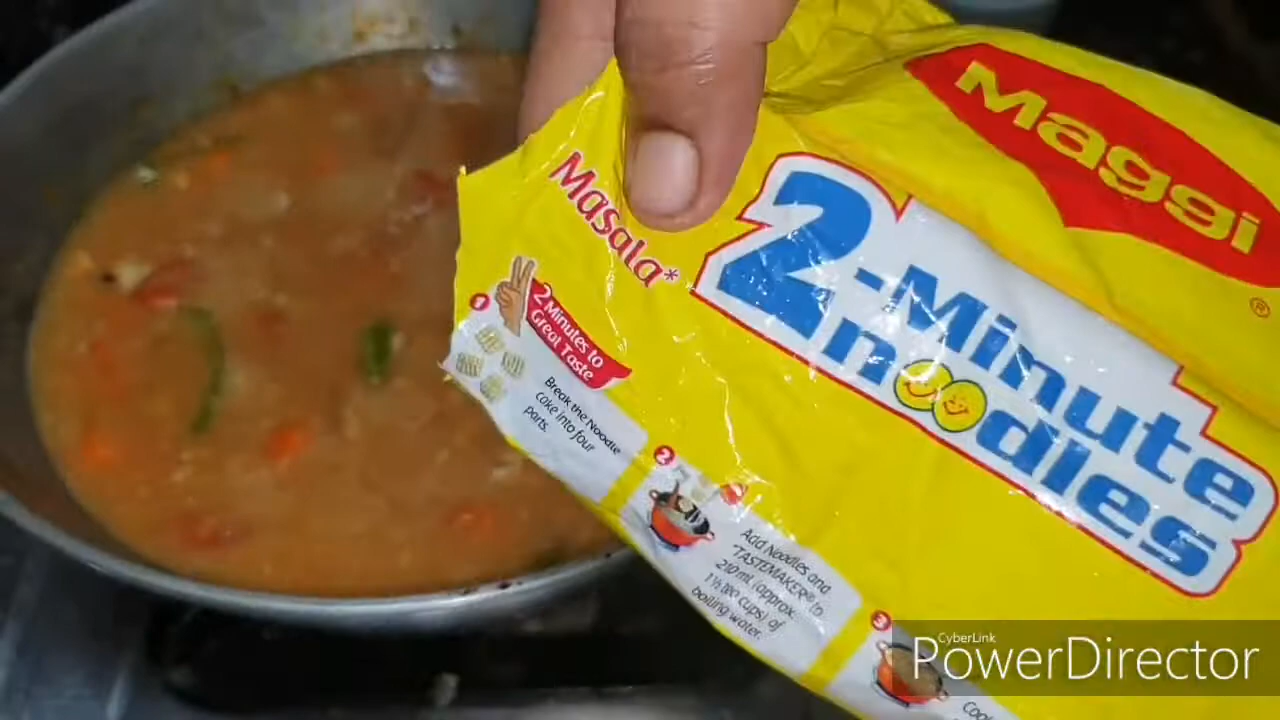 Maggi
®
Masala*
2-Minute
noodles
2 Minutes to
Great Taste
1
Break the Noodle
cake into four
parts.
2
Add Noodles and
"TASTEMAKER® to
210 mL (approx.
1½ tea cups) of
boiling water.
3
CyberLink
PowerDirector